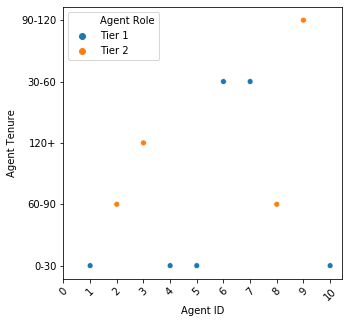 Agent Role
Tier 1
Tier 2
Agent Tenure
90-120
30-60
120+
60-90
0-30
0 1 2 3 4 5 6 7 8 9 10
Agent ID